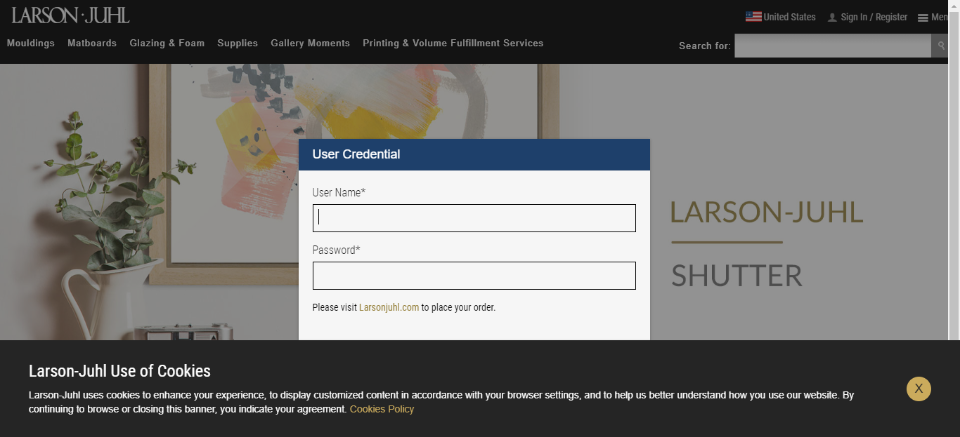 LARSON·JUHL
United States Sign In / Register Men
Mouldings Matboards Glazing & Foam Supplies Gallery Moments Printing & Volume Fulfillment Services
Search for:
User Credential
User Name*
Password*
Please visit Larsonjuhl.com to place your order.
LARSON-JUHL
SHUTTER
Larson-Juhl Use of Cookies
X
Larson-Juhl uses cookies to enhance your experience, to display customized content in accordance with your browser settings, and to help us better understand how you use our website. By
continuing to browse or closing this banner, you indicate your agreement. Cookies Policy